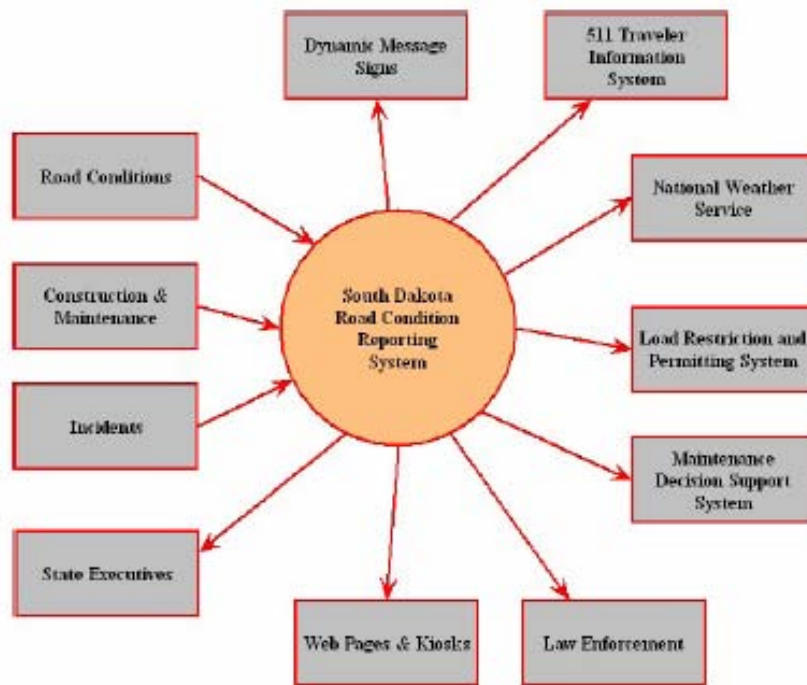 Dynamic Message
Signs
511 Traveler
Information
System
Road Conditions
National Weather
Service
Construction &
Maintenance
South Dakota
Road Condition
Reporting
System
Load Restriction and
Permitting System
Incidents
Maintenance
Decision Support
System
State Executives
Web Pages & Kiosks
Law Enforcement